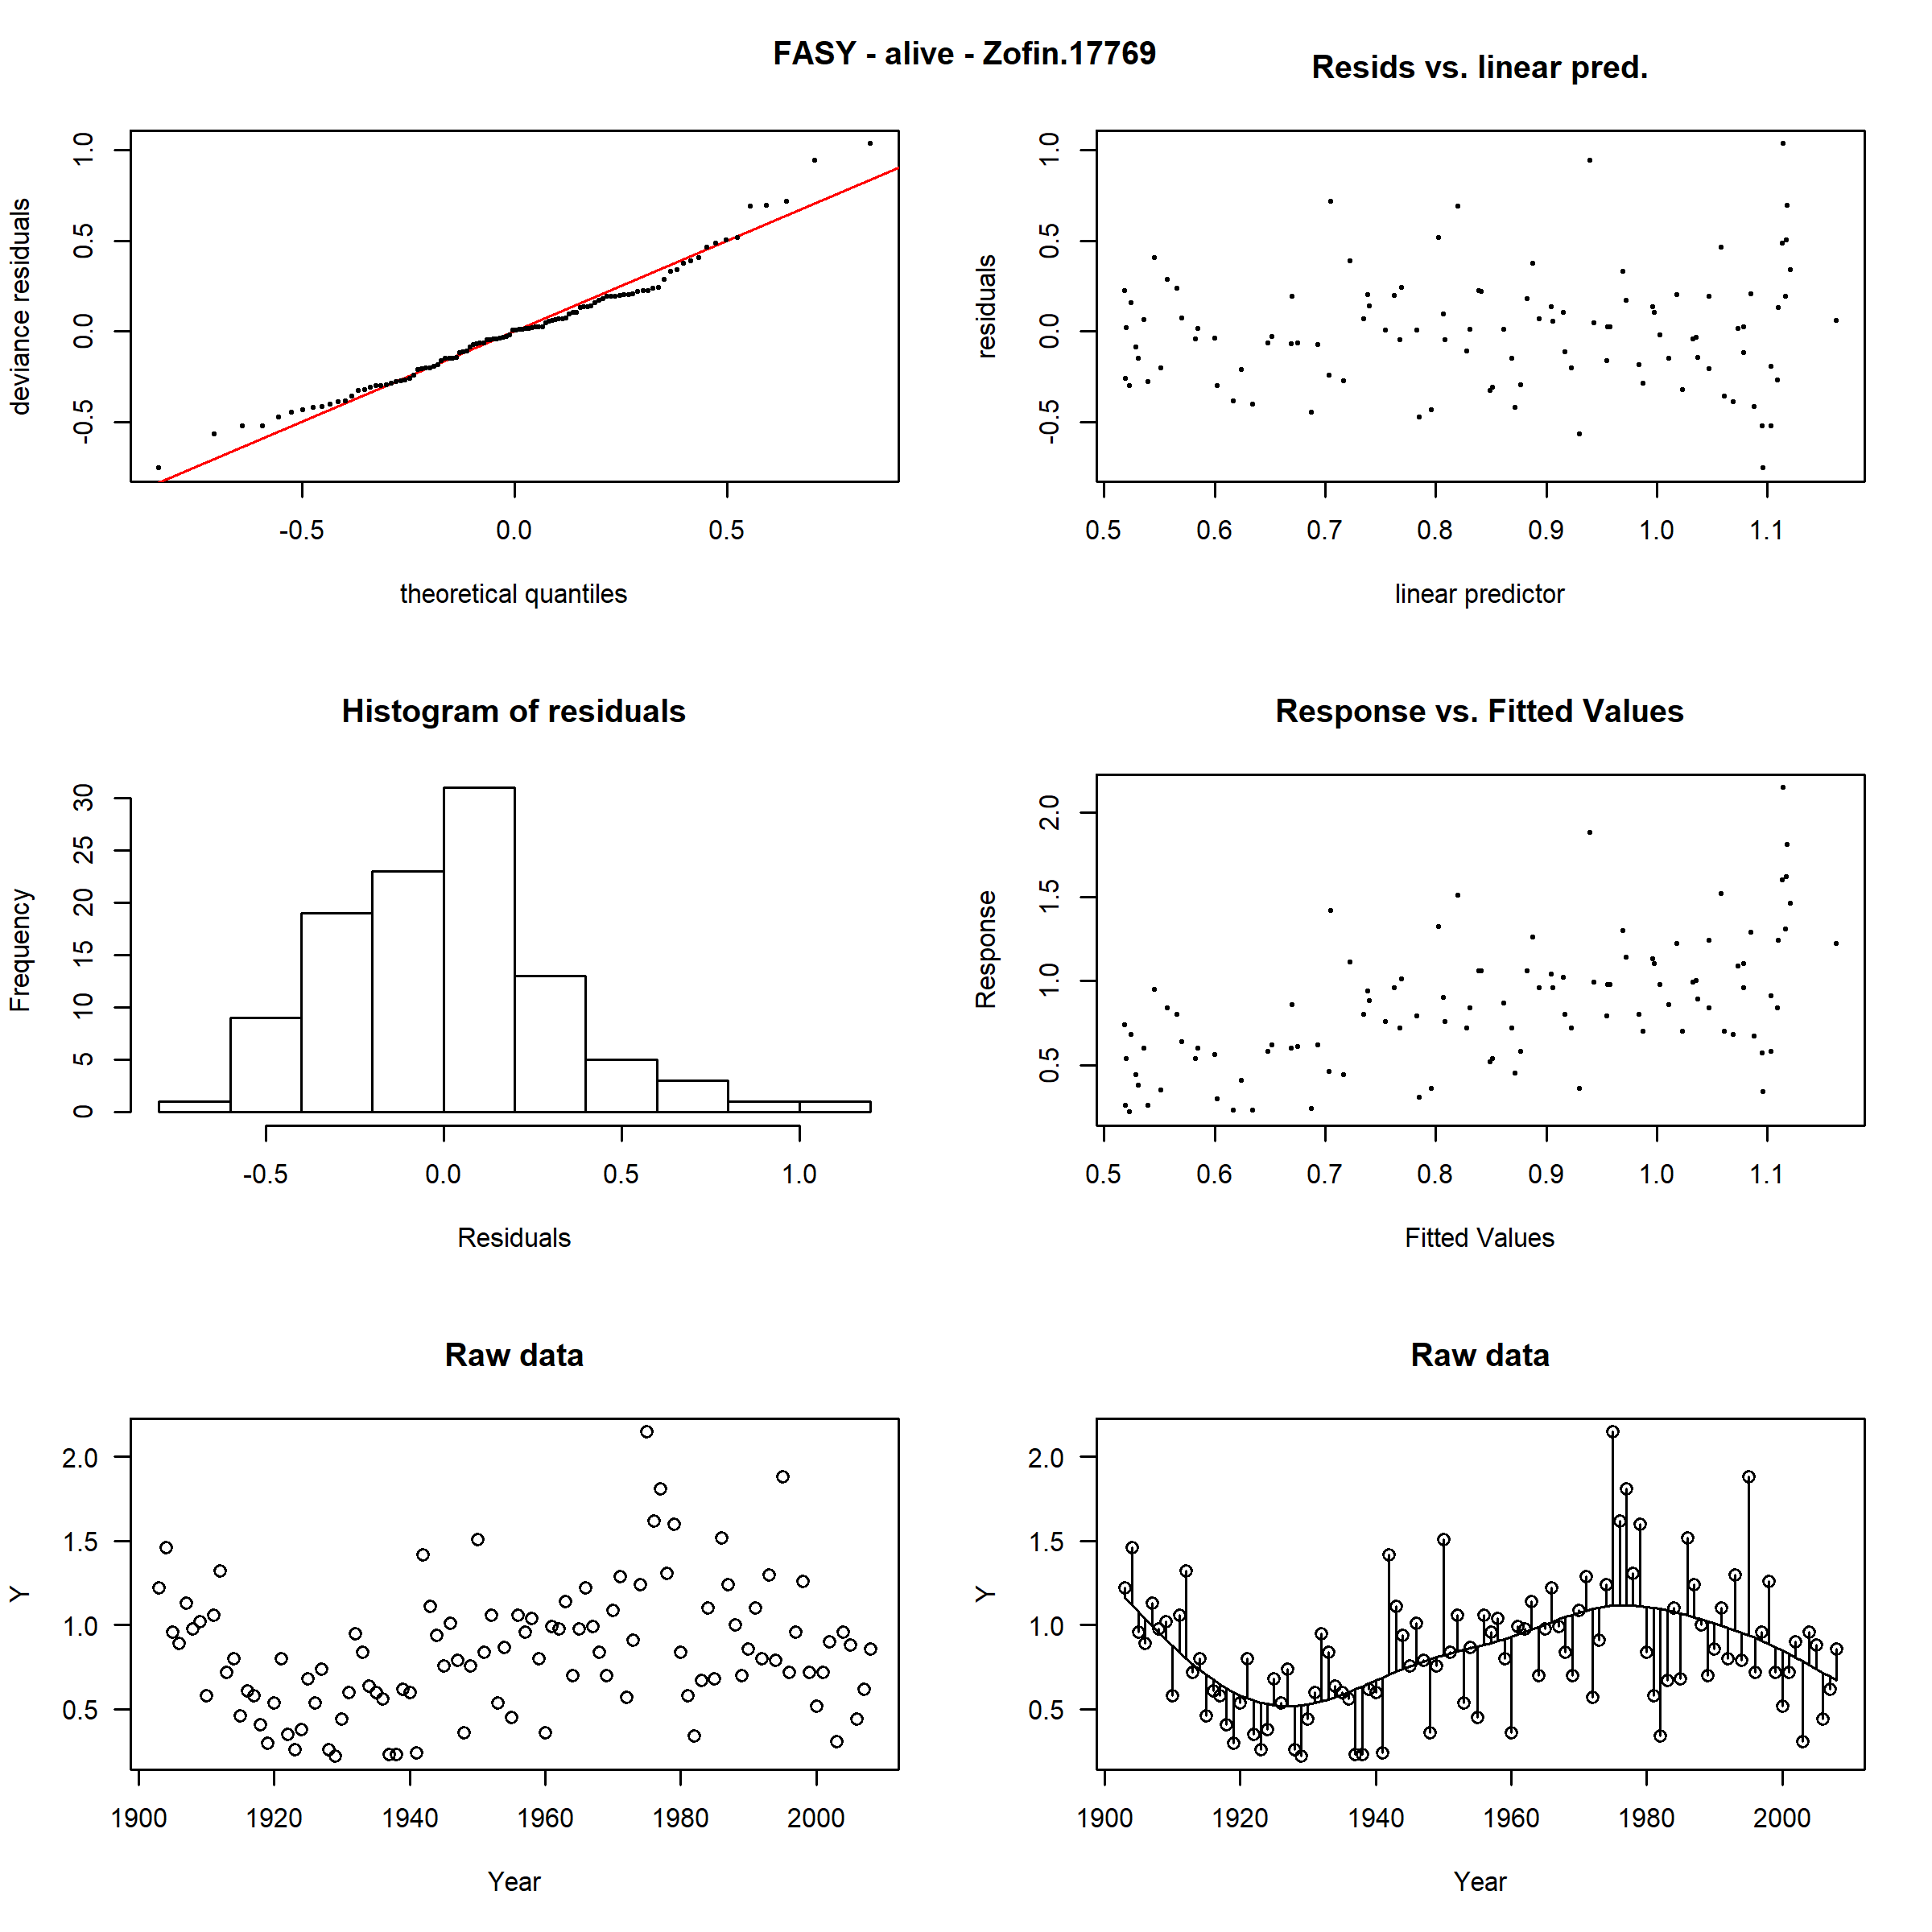 FASY - alive - Zofin.17769
Resids vs. linear pred.
deviance residuals
1.0
0.5
0.0
-0.5
-0.5 0.0 0.5
theoretical quantiles
residuals
1.0
0.5
0.0
-0.5
0.5 0.6 0.7 0.8 0.9 1.0 1.1
linear predictor
Histogram of residuals
Frequency
30
25
20
15
10
5
0
-0.5 0.0 0.5 1.0
Residuals
Response vs. Fitted Values
Response
2.0
1.5
1.0
0.5
0.5 0.6 0.7 0.8 0.9 1.0 1.1
Fitted Values
Raw data
Y
2.0
1.5
1.0
0.5
1900 1920 1940 1960 1980 2000
Year
Raw data
Y
2.0
1.5
1.0
0.5
1900 1920 1940 1960 1980 2000
Year